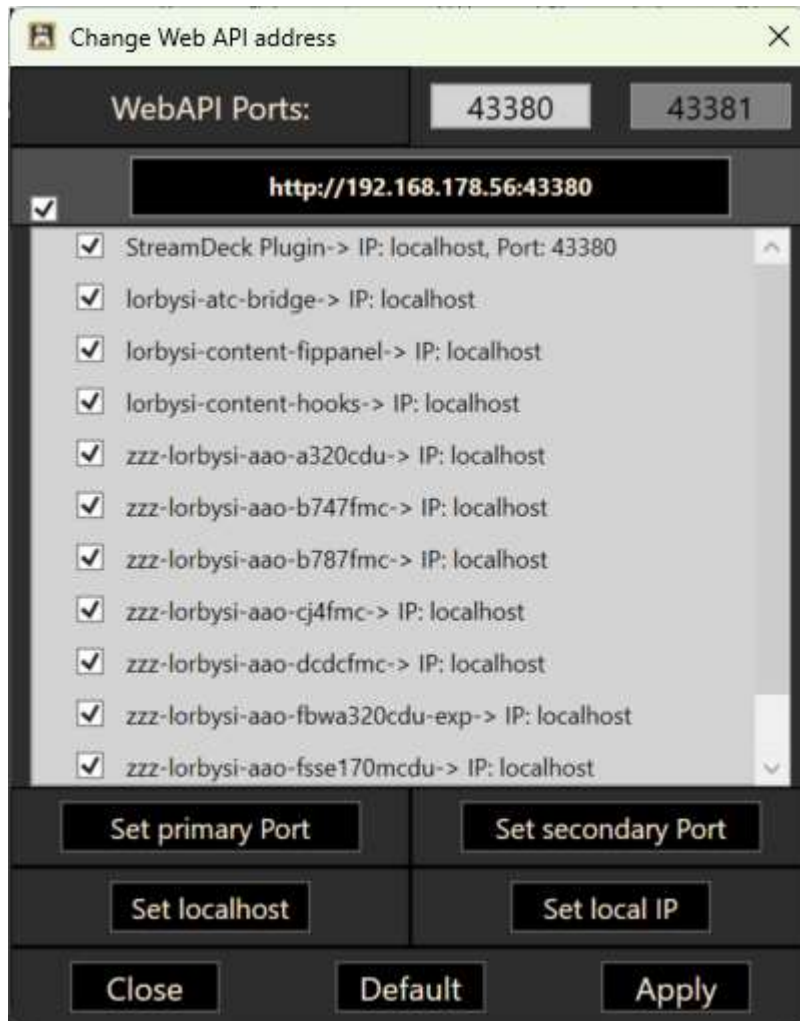 Change Web API address
WebAPI Ports: 43380 43381
http://192.168.178.56:43380
StreamDeck Plugin-> IP: localhost, Port: 43380
lorbysi-atc-bridge-> IP: localhost
lorbysi-content-fippanel-> IP: localhost
lorbysi-content-hooks-> IP: localhost
zzz-lorbysi-aao-a320cdu-> IP: localhost
zzz-lorbysi-aao-b747fmc-> IP: localhost
zzz-lorbysi-aao-b787fmc-> IP: localhost
zzz-lorbysi-aao-cj4fmc-> IP: localhost
zzz-lorbysi-aao-dcdcfmc-> IP: localhost
zzz-lorbysi-aao-fbwa320cdu-exp-> IP: localhost
zzz-lorbysi-aao-fsse170mcdu-> IP: localhost
Set primary Port Set secondary Port
Set localhost Set local IP
Close Default Apply